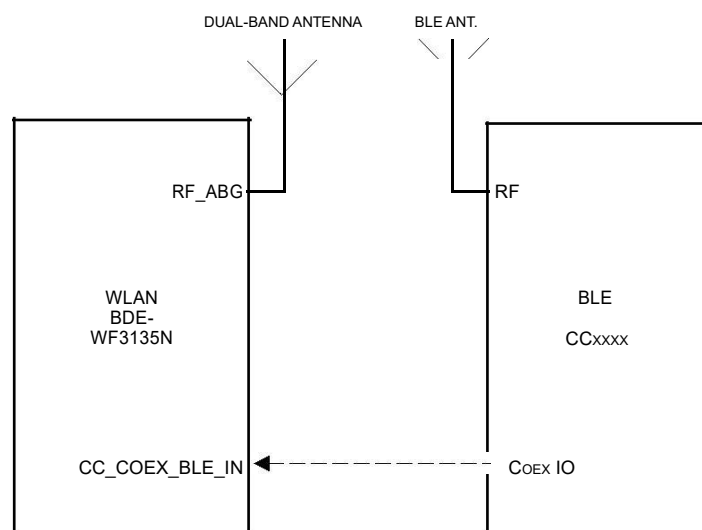 DUAL-BAND ANTENNA
BLE ANT.
RF_ABG
RF
WLAN
BDE-
WF3135N
BLE
CCXXXX
CC_COEX_BLE_IN
COEX IO